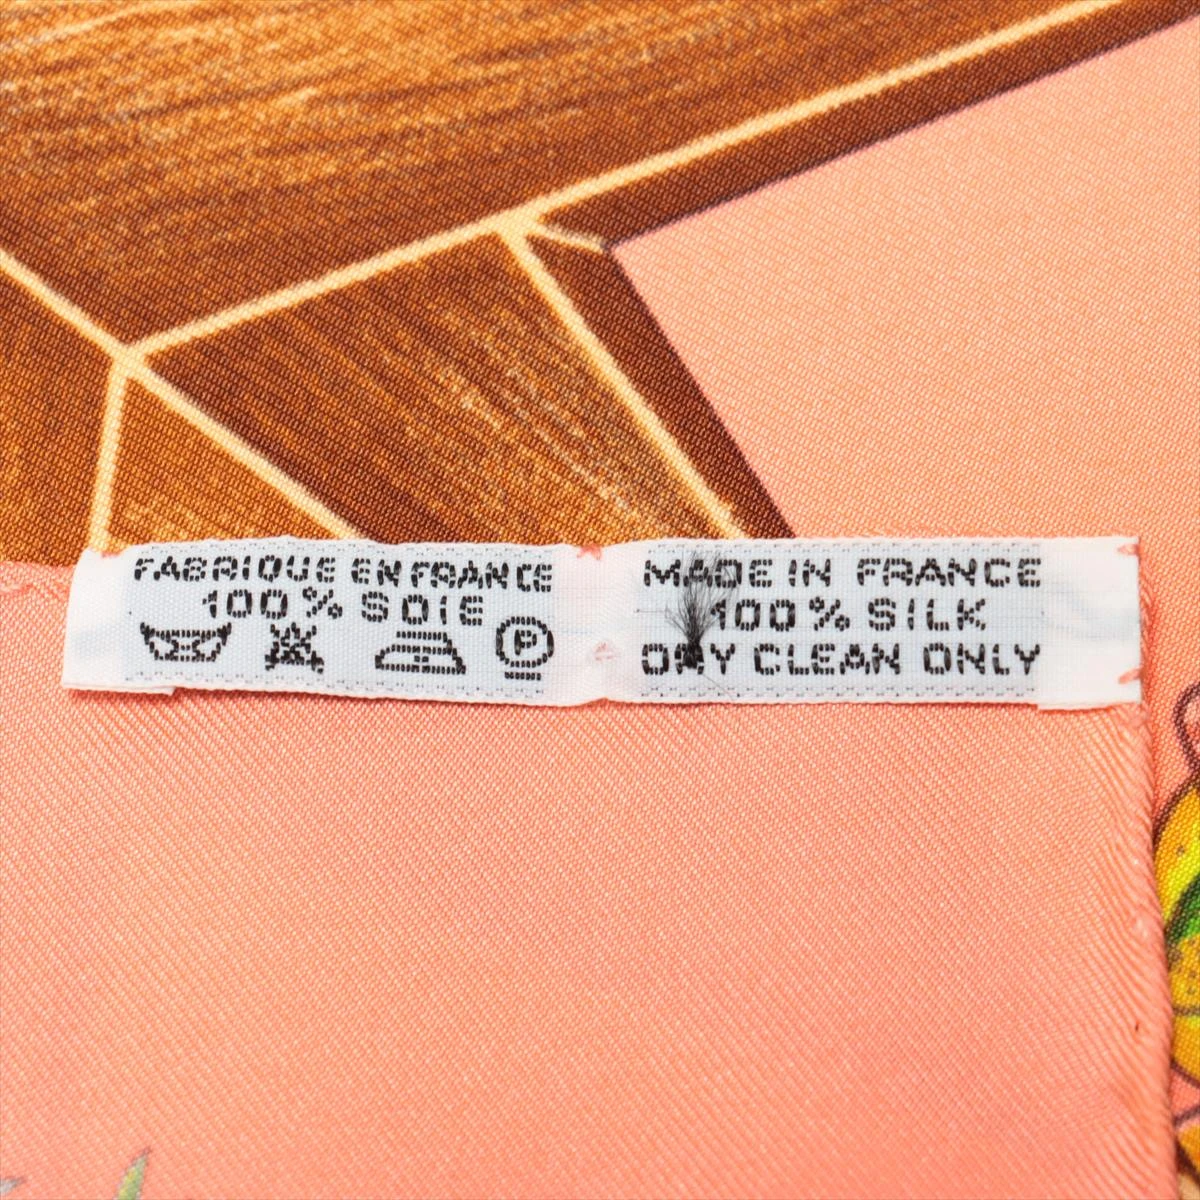 FABRIQUE EN FRANCE
100% SOIE
P
MADE IN FRANCE
100% SILK
DRY CLEAN ONLY